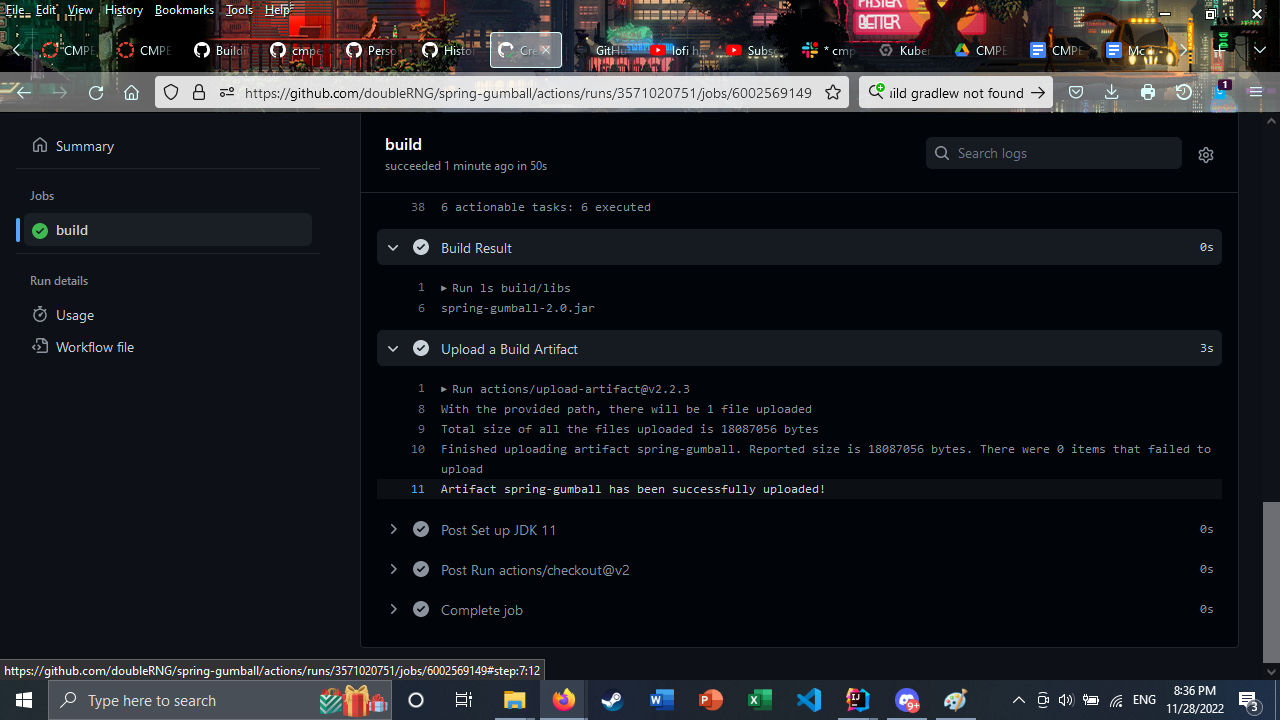 File Edit View History Bookmarks Tools Help
FASTER
BETTER
CMPE CMPE Buildi cmpe Perso Histo Cre GitHu lofi h Subsc * cmp Kuber CMPE CMPE Mc
https://github.com/doubleRNG/spring-gumball/actions/runs/3571020751/jobs/6002569149
uild gradlew not found
1
Summary
Jobs
build
Run details
Usage
Workflow file
build
succeeded 1 minute ago in 50s
Search logs
38 6 actionable tasks: 6 executed
Build Result 0s
1 Run ls build/libs
6 spring-gumball-2.0.jar
Upload a Build Artifact 3s
1 Run actions/upload-artifact@v2.2.3
8 With the provided path, there will be 1 file uploaded
9 Total size of all the files uploaded is 18087056 bytes
10 Finished uploading artifact spring-gumball. Reported size is 18087056 bytes. There were 0 items that failed to
upload
11 Artifact spring-gumball has been successfully uploaded!
Post Set up JDK 11 0s
Post Run actions/checkout@v2 0s
Complete job 0s
https://github.com/doubleRNG/spring-gumball/actions/runs/3571020751/jobs/6002569149#step:7:12
Type here to search
9+
ENG
8:36 PM
11/28/2022
3